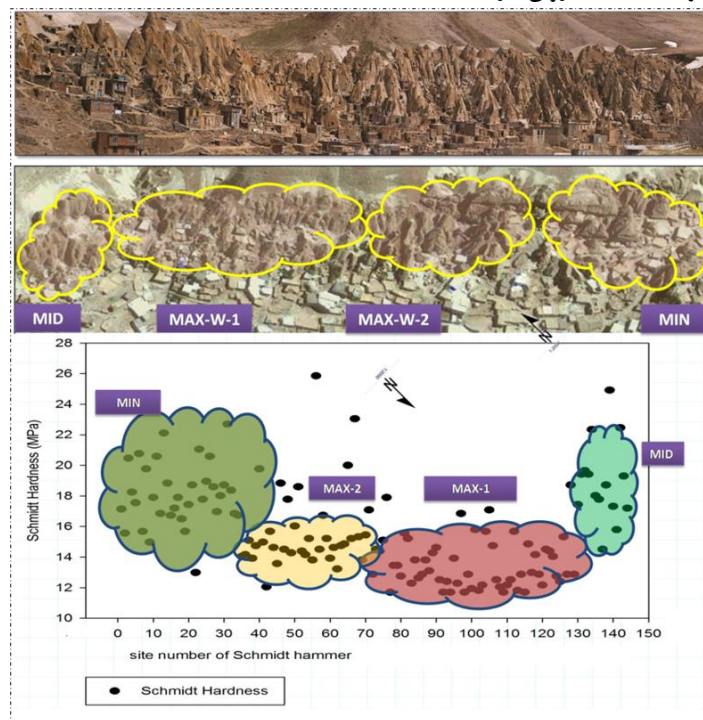 MID MAX-W-1 MAX-W-2 MIN
N
28
26
24
22
20
18
16
14
12
10
Schmidt Hardness (MPa)
MIN
MAX-2
MAX-1
MID
N
0 10 20 30 40 50 60 70 80 90 100 110 120 130 140 150
site number of Schmidt hammer
Schmidt Hardness